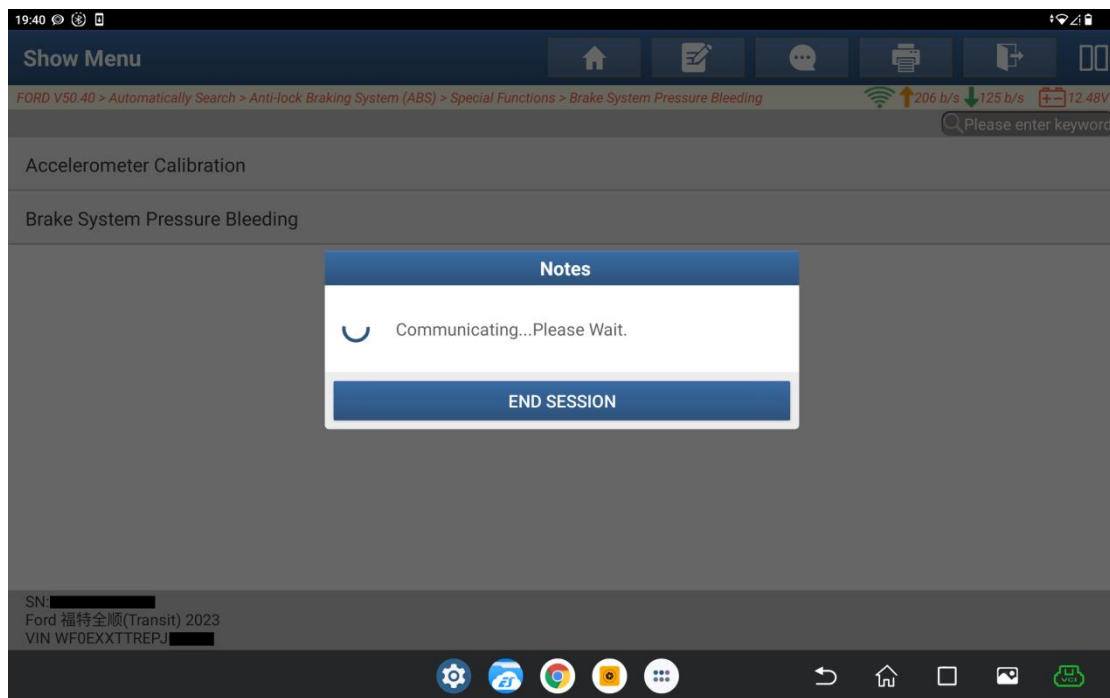 19:40
Show Menu
FORD V50.40 > Automatically Search > Anti-lock Braking System (ABS) > Special Functions > Brake System Pressure Bleeding
206 b/s 125 b/s 12.48V
Please enter keyword
Accelerometer Calibration
Brake System Pressure Bleeding
Notes
Communicating...Please Wait.
END SESSION
SN:
Ford 福特全顺(Transit) 2023
VIN WF0EXXTTREPJ
ES
VCI